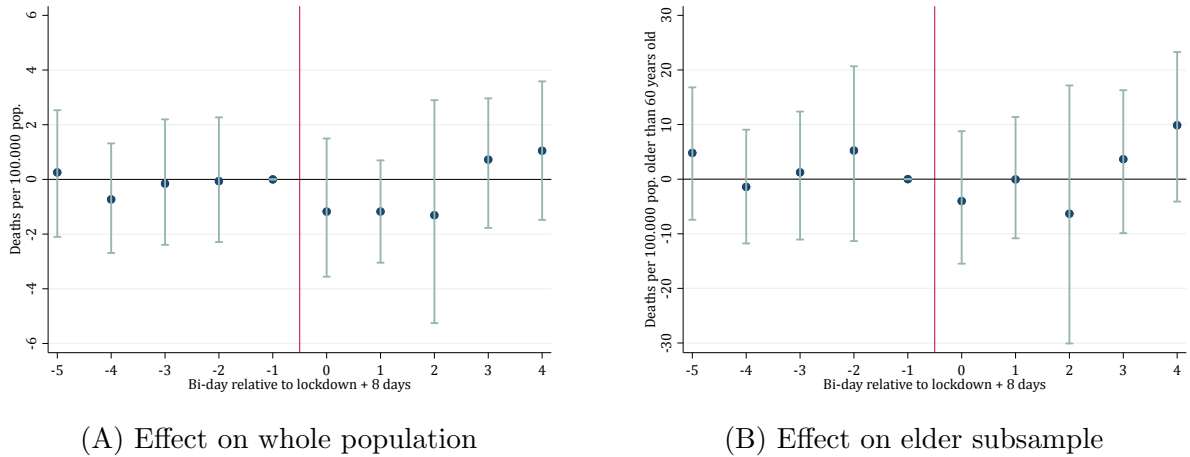 6
4
2
0
-2
-4
-6
Deaths per 100.000 pop.
-5 -4 -3 -2 -1 0 1 2 3 4
Bi-day relative to lockdown + 8 days
(A) Effect on whole population
30
20
10
0
-10
-20
-30
Deaths per 100.000 pop. older than 60 years old
-5 -4 -3 -2 -1 0 1 2 3 4
Bi-day relative to lockdown + 8 days
(B) Effect on elder subsample